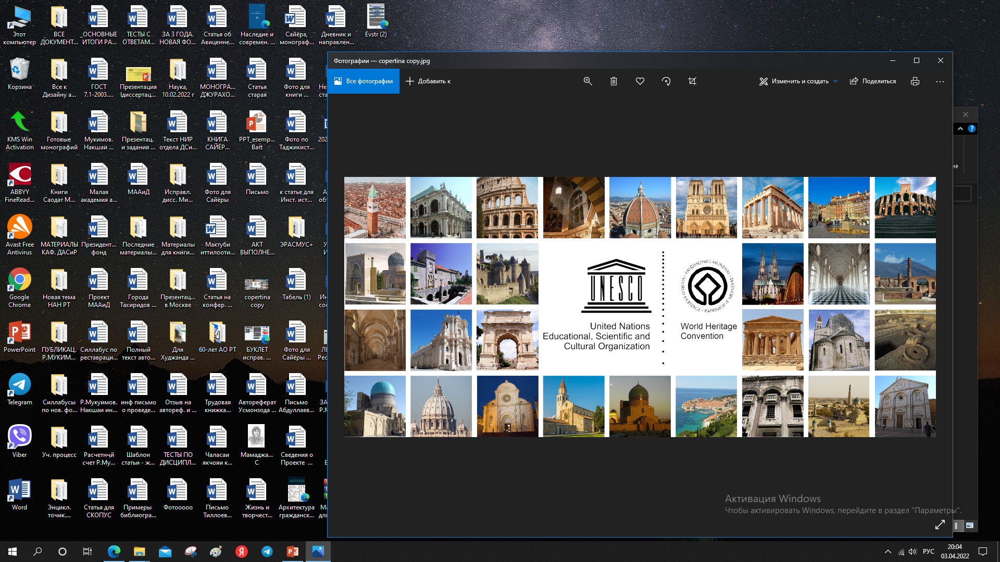 Этот
компьютер
ВСЕ
ДОКУМЕНТ...
_ОСНОВНЫЕ
ИТОГИ РА...
ТЕСТЫ С
ОТВЕТАМ...
ЗА 3 ГОДА.
НОВАЯ ФО...
Статья об
Авиценне...
Наследие и
современ. ...
Сайёра,
монограф...
Дневник и
направлен...
Evstr (2)
Корзина
Все к
Дизайну а...
ГОСТ
7.1-2003....
Презентация
Iдиссертац...
Наука,
10.02.2022 г
МОНОГРА...
ДЖУРАХО...
Статья
старая
Фото для
книги ...
KMS Win
Activation
Готовые
монографий
Мукимов.
Накшаи ...
Презентац.
и задания ...
Текст НИР
отдела ДСи...
КНИГА
САЙЁР...
PPT_esemp...
Bart
Фото по
Таджикист...
ABBYY
FineRead...
Книги
Саодат М...
Малая
академия а...
МААиД
Исправл.
дисс. Ми...
Фото для
Сайёры
Письмо
к статье для
Инст. ист...
Avast Free
Antivirus
МАТЕРИАЛЫ
КАФ. ДАСиР
Президент...
фонд
Последние
материалы...
Материалы
для книги...
Мактуби
иттилооти...
АКТ
ВЫПОЛНЕ...
ЭРАСМУС+
Google
Chrome
Новая тема
НАН РТ
Проект
МААиД
Города
Тахиридов ...
Презентац...
в Москве
Статья на
конфер. ...
copertina
copy
Табель (1)
PowerPoint
ПУБЛИКАЦ.
Р.МУКИМ...
Силлабус по
реставраци...
Полный
текст авто...
Для
Худжанда ...
60-лет АО РТ
БУКЛЕТ
исправ. ...
Фото для
Сайёры ...
Telegram
Силлабусы
по нов. фо...
Р.Мукуимов.
Накшаи ин...
инф письмо
о проведе...
Отзыв на
автореф. и ...
Трудовая
книжка...
Автореферат
Усмонзода ...
Письмо
Абдуллаев...
Viber
Уч. процесс
Расчетнчй
счет Р.Му...
Шаблон
статьи - ж...
ТЕСТЫ ПО
ДИСЦИПЛ...
Чаласаи
якчояи к...
Мамаджа...
С
Сведения о
Проекте ...
Word
Энцикл.
точик....
Статья для
СКОПУС
Примеры
библиогра...
Фотооооо
Письмо
Тиллоев...
Жизнь и
творчест...
Архитектура
гражданск...
Фотографии — copertina copy.jpg
Все фотографии
Добавить к
Изменить и создать
Поделиться
UNESCO
United Nations
Educational, Scientific and
Cultural Organization
WORLD HERITAGE · PATRIMOINE MONDIAL · PATRIMONIO MUNDIAL
World Heritage
Convention
Активация Windows
Чтобы активировать Windows, перейдите в раздел "Параметры".
РУС
20:04
03.04.2022